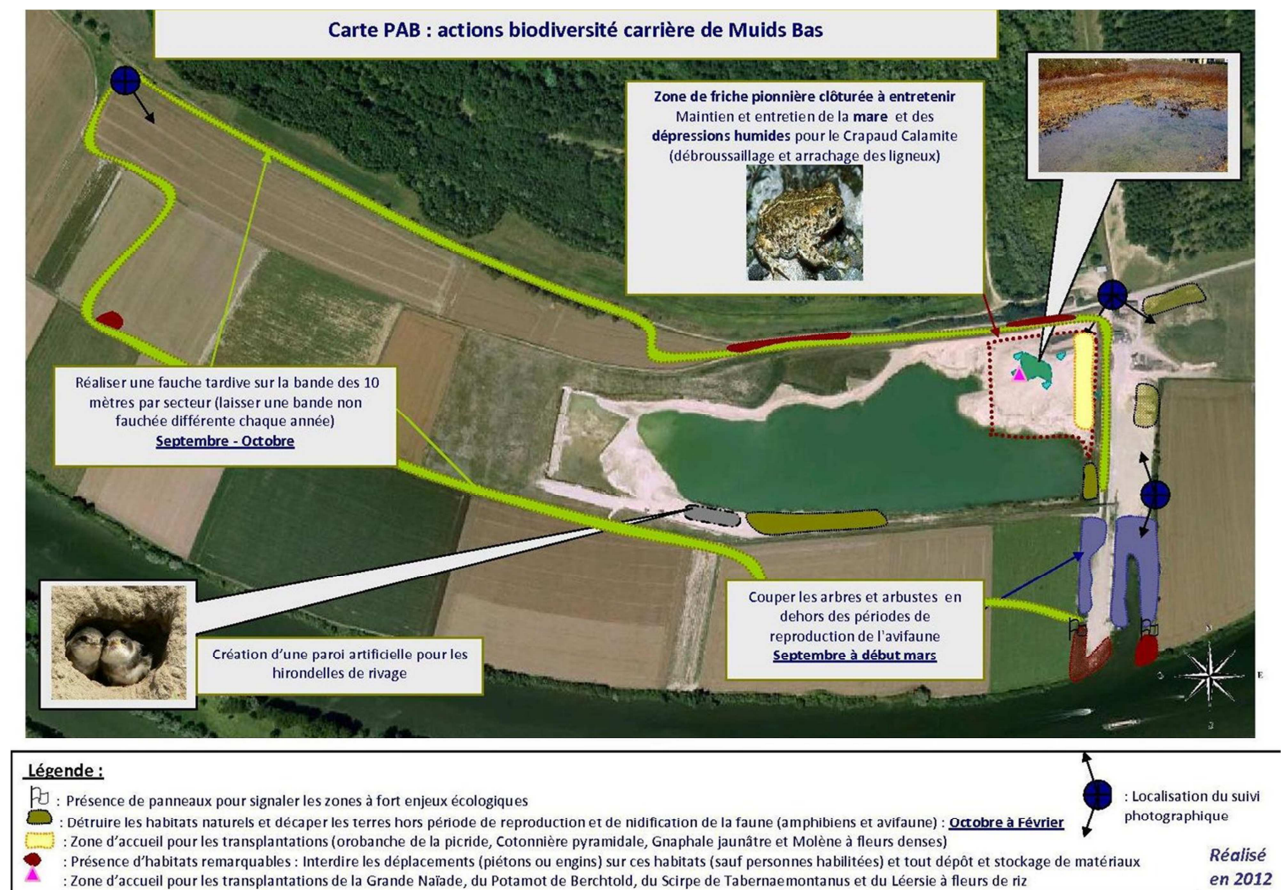 Carte PAB : actions biodiversité carrière de Muids Bas
Zone de friche pionnière clôturée à entretenir
Maintien et entretien de la mare et des
dépressions humides pour le Crapaud Calamite
(débroussaillage et arrachage des ligneux)
Réaliser une fauche tardive sur la bande des 10
mètres par secteur (laisser une bande non
fauchée différente chaque année)
Septembre - Octobre
Création d'une paroi artificielle pour les
hirondelles de rivage
Couper les arbres et arbustes en
dehors des périodes de
reproduction de l'avifaune
Septembre à début mars
E
Légende :
: Présence de panneaux pour signaler les zones à fort enjeux écologiques
: Détruire les habitats naturels et décaper les terres hors période de reproduction et de nidification de la faune (amphibiens et avifaune) : Octobre à Février
: Zone d'accueil pour les transplantations (orobanche de la picride, Cotonnière pyramidale, Gnaphale jaunâtre et Molène à fleurs denses)
: Présence d'habitats remarquables : Interdire les déplacements (piétons ou engins) sur ces habitats (sauf personnes habilitées) et tout dépôt et stockage de matériaux
: Zone d'accueil pour les transplantations de la Grande Naïade, du Potamot de Berchtold, du Scirpe de Tabernaemontanus et du Léersie à fleurs de riz
: Localisation du suivi
photographique
Réalisé
en 2012